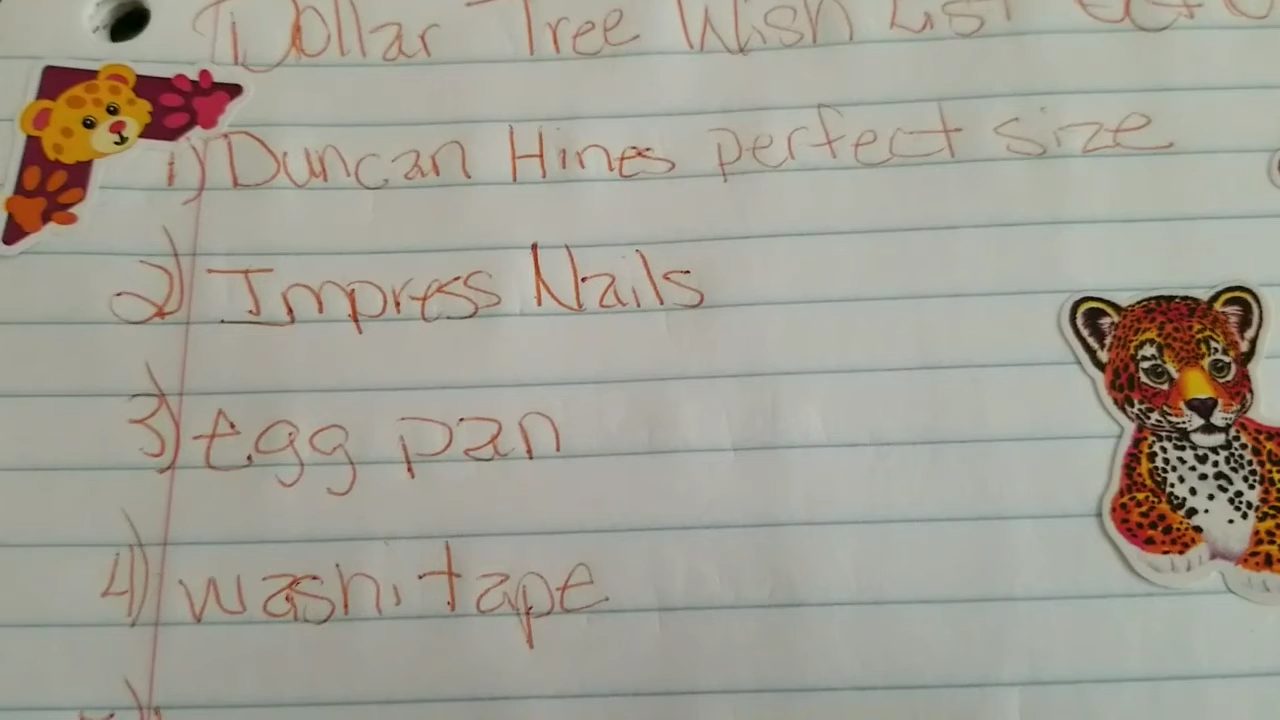 Dollar Tree Wish List
1) Duncan Hines perfect size
2) Impress Nails
3) Egg pan
4) washi tape